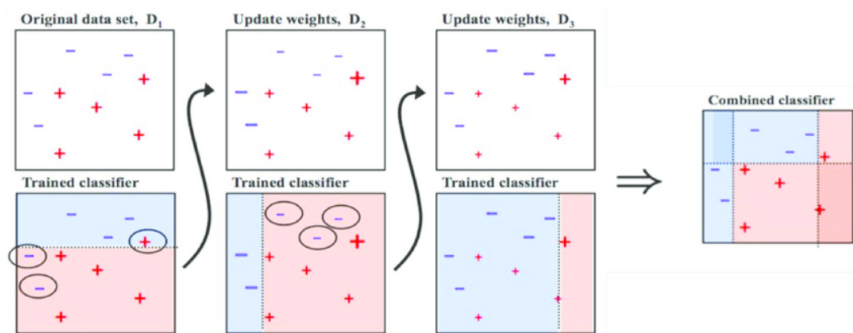 Original data set, D₁
Update weights, D₂
Update weights, D₃
Combined classifier
Trained classifier
Trained classifier
Trained classifier